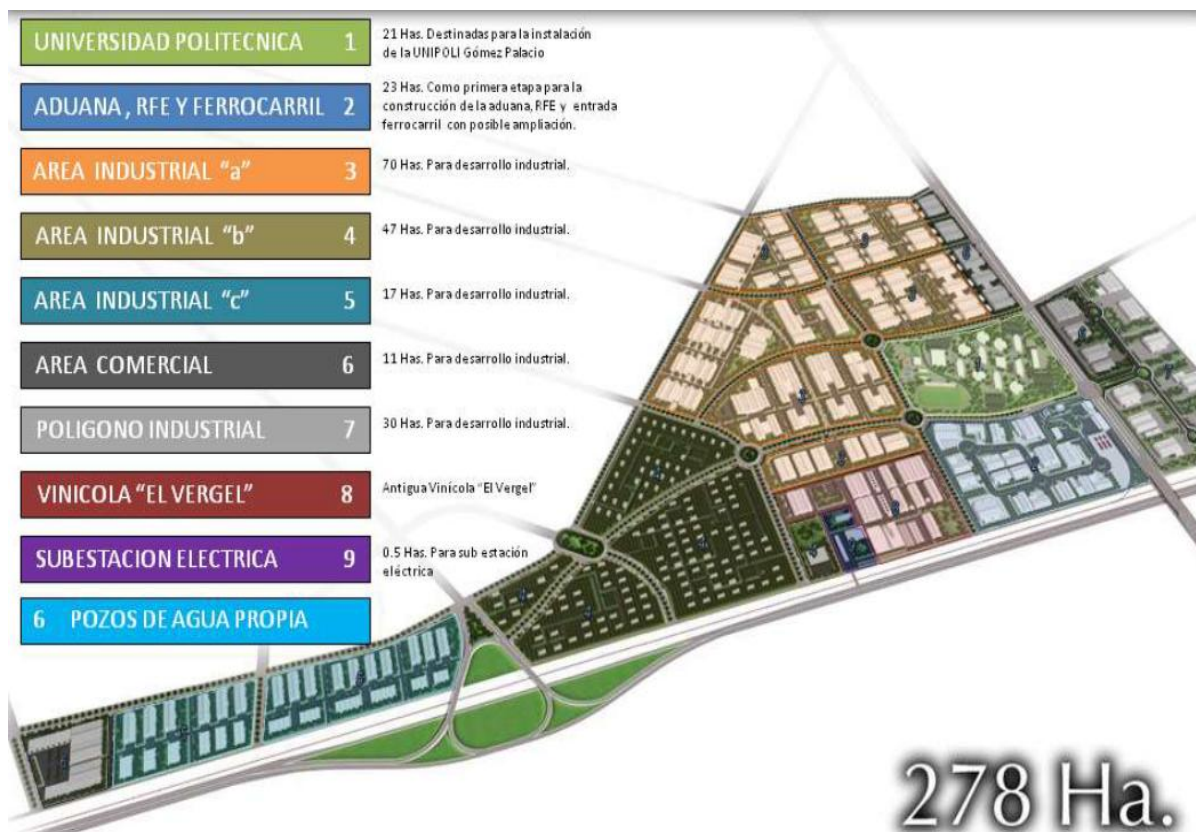 UNIVERSIDAD POLITECNICA 1
21 Has. Destinadas para la instalación
de la UNIPOLI Gómez Palacio
ADUANA , RFE Y FERROCARRIL 2
23 Has. Como primera etapa para la
construcción de la aduana, RFE y entrada
ferrocarril con posible ampliación.
AREA INDUSTRIAL "a" 3
70 Has. Para desarrollo industrial.
AREA INDUSTRIAL "b" 4
47 Has. Para desarrollo industrial.
AREA INDUSTRIAL "c" 5
17 Has. Para desarrollo industrial.
AREA COMERCIAL 6
11 Has. Para desarrollo industrial.
POLIGONO INDUSTRIAL 7
30 Has. Para desarrollo industrial.
VINICOLA "EL VERGEL" 8
Antigua Vinícola "El Vergel"
SUBESTACION ELECTRICA 9
0.5 Has. Para sub estación
eléctrica
6 POZOS DE AGUA PROPIA
278 Ha.